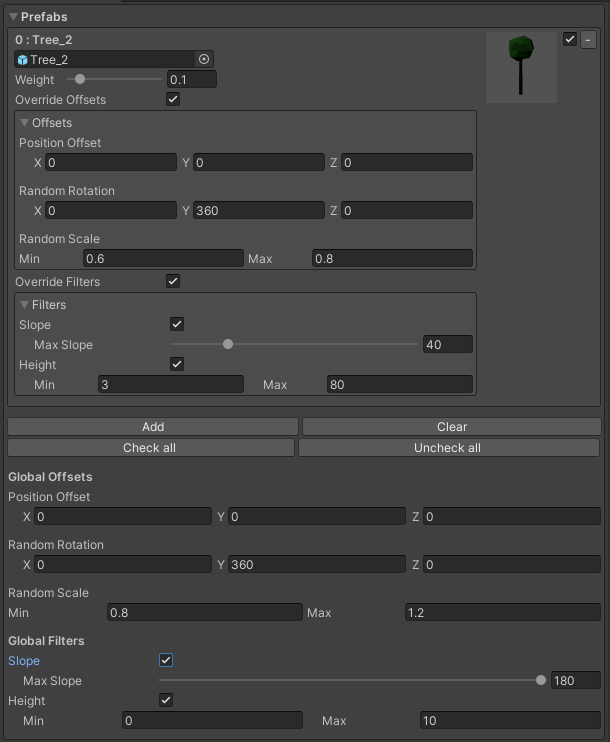 Prefabs
0 : Tree_2
Tree_2
Weight 0.1
Override Offsets
Offsets
Position Offset
X 0 Y 0 Z 0
Random Rotation
X 0 Y 360 Z 0
Random Scale
Min 0.6 Max 0.8
Override Filters
Filters
Slope
Max Slope 40
Height
Min 3 Max 80
Add Clear
Check all Uncheck all
Global Offsets
Position Offset
X 0 Y 0 Z 0
Random Rotation
X 0 Y 360 Z 0
Random Scale
Min 0.8 Max 1.2
Global Filters
Slope
Max Slope 180
Height
Min 0 Max 10